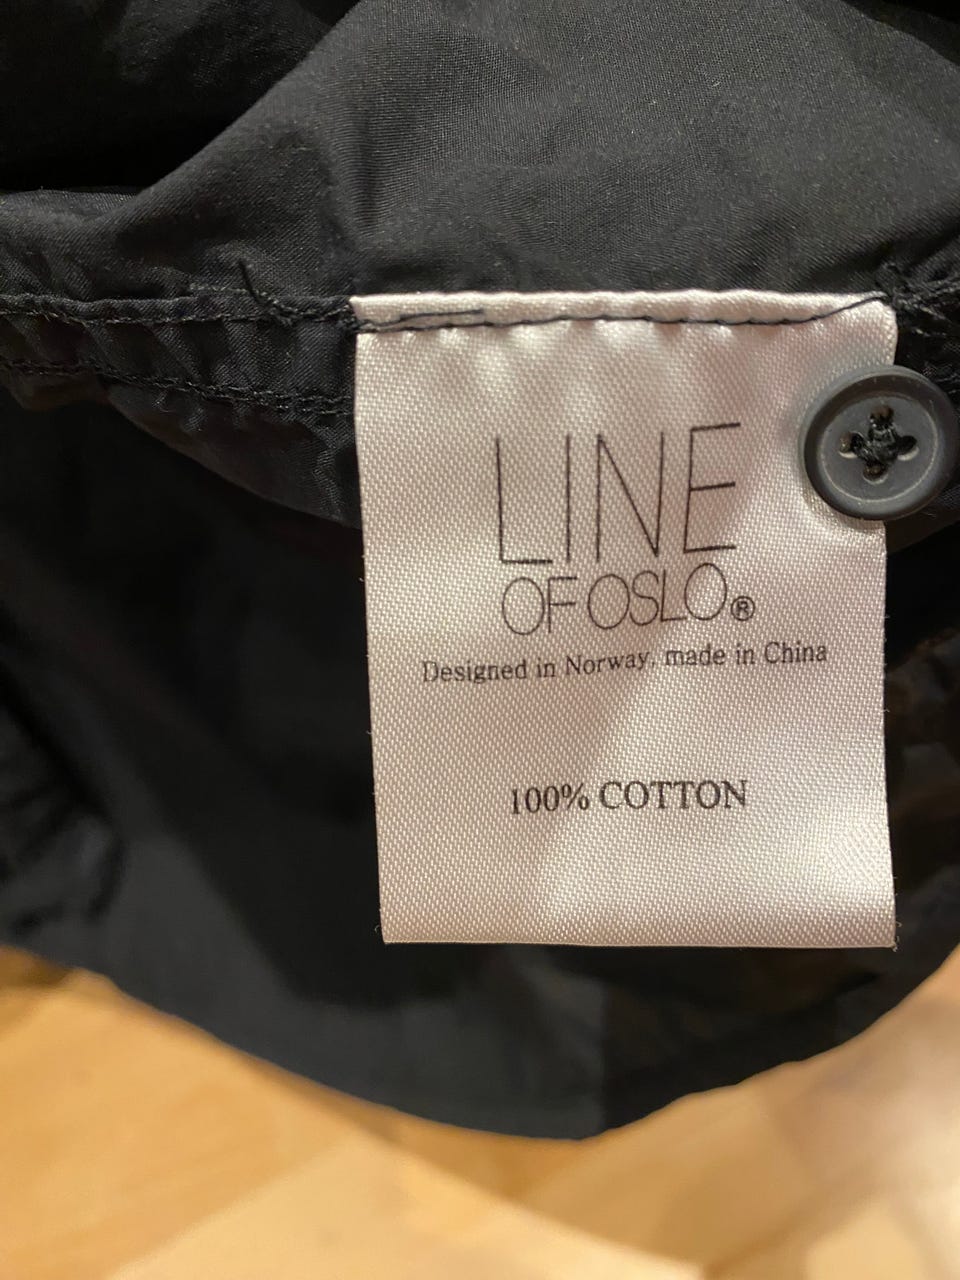 LINE
OF OSLO®
Designed in Norway, made in China
100% COTTON